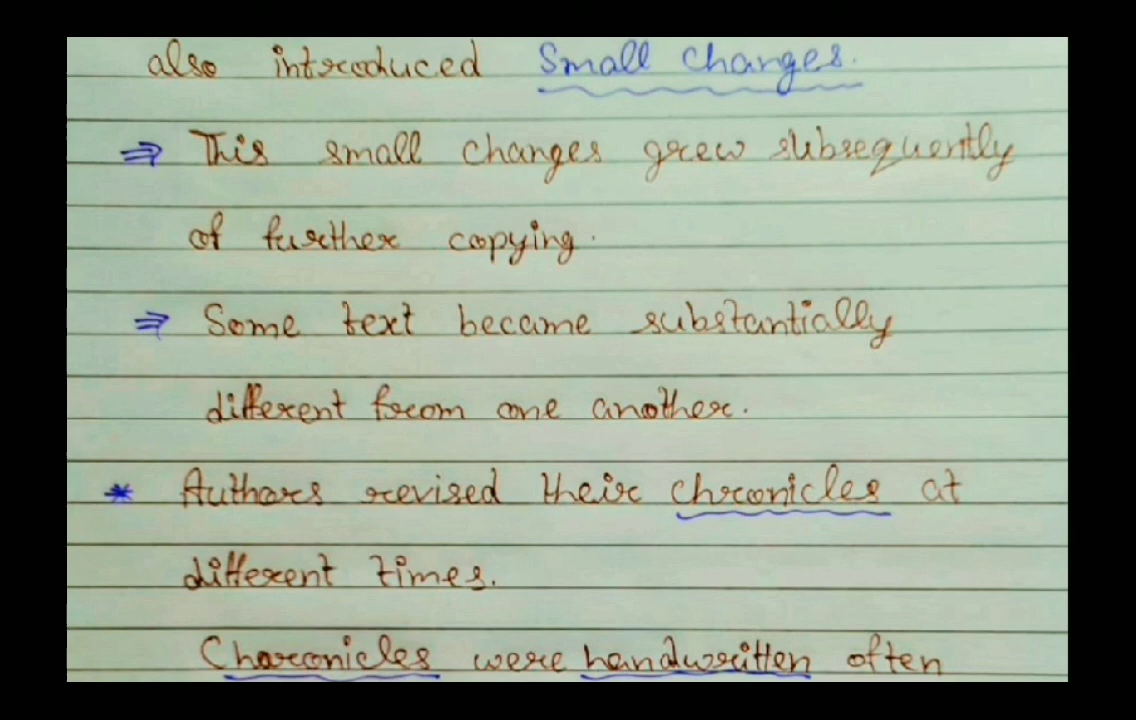 also introduced Small changes.
⇒ This small changes grew subsequently
of further copying.
⇒ Some text became substantially
different from one another.
* Authors revised their chronicles at
different times.
Charonicles were handwritten often